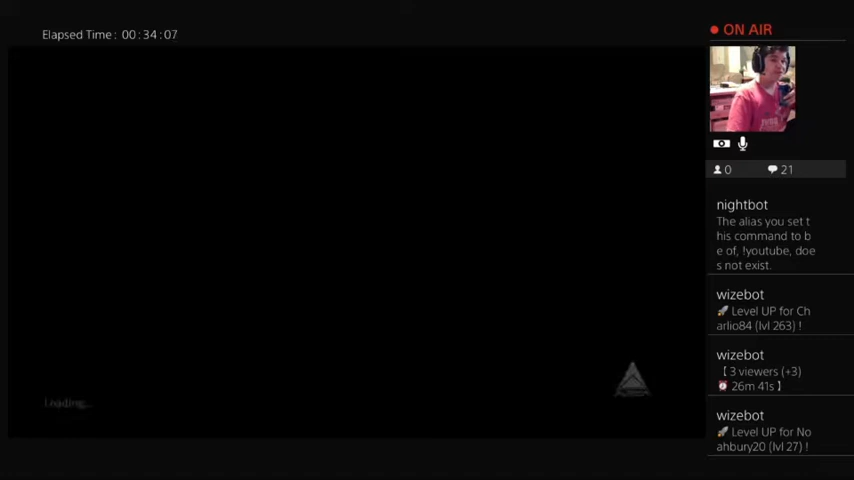 Elapsed Time: 00:34:07
ON AIR
0
21
nightbot
The alias you set t
his command to b
e of, !youtube, doe
s not exist.
wizebot
🚀 Level UP for Ch
arlio84 (lvl 263) !
wizebot
【 3 viewers (+3)
⏰ 26m 41s 】
wizebot
🚀 Level UP for No
ahbury20 (lvl 27) !
Loading...